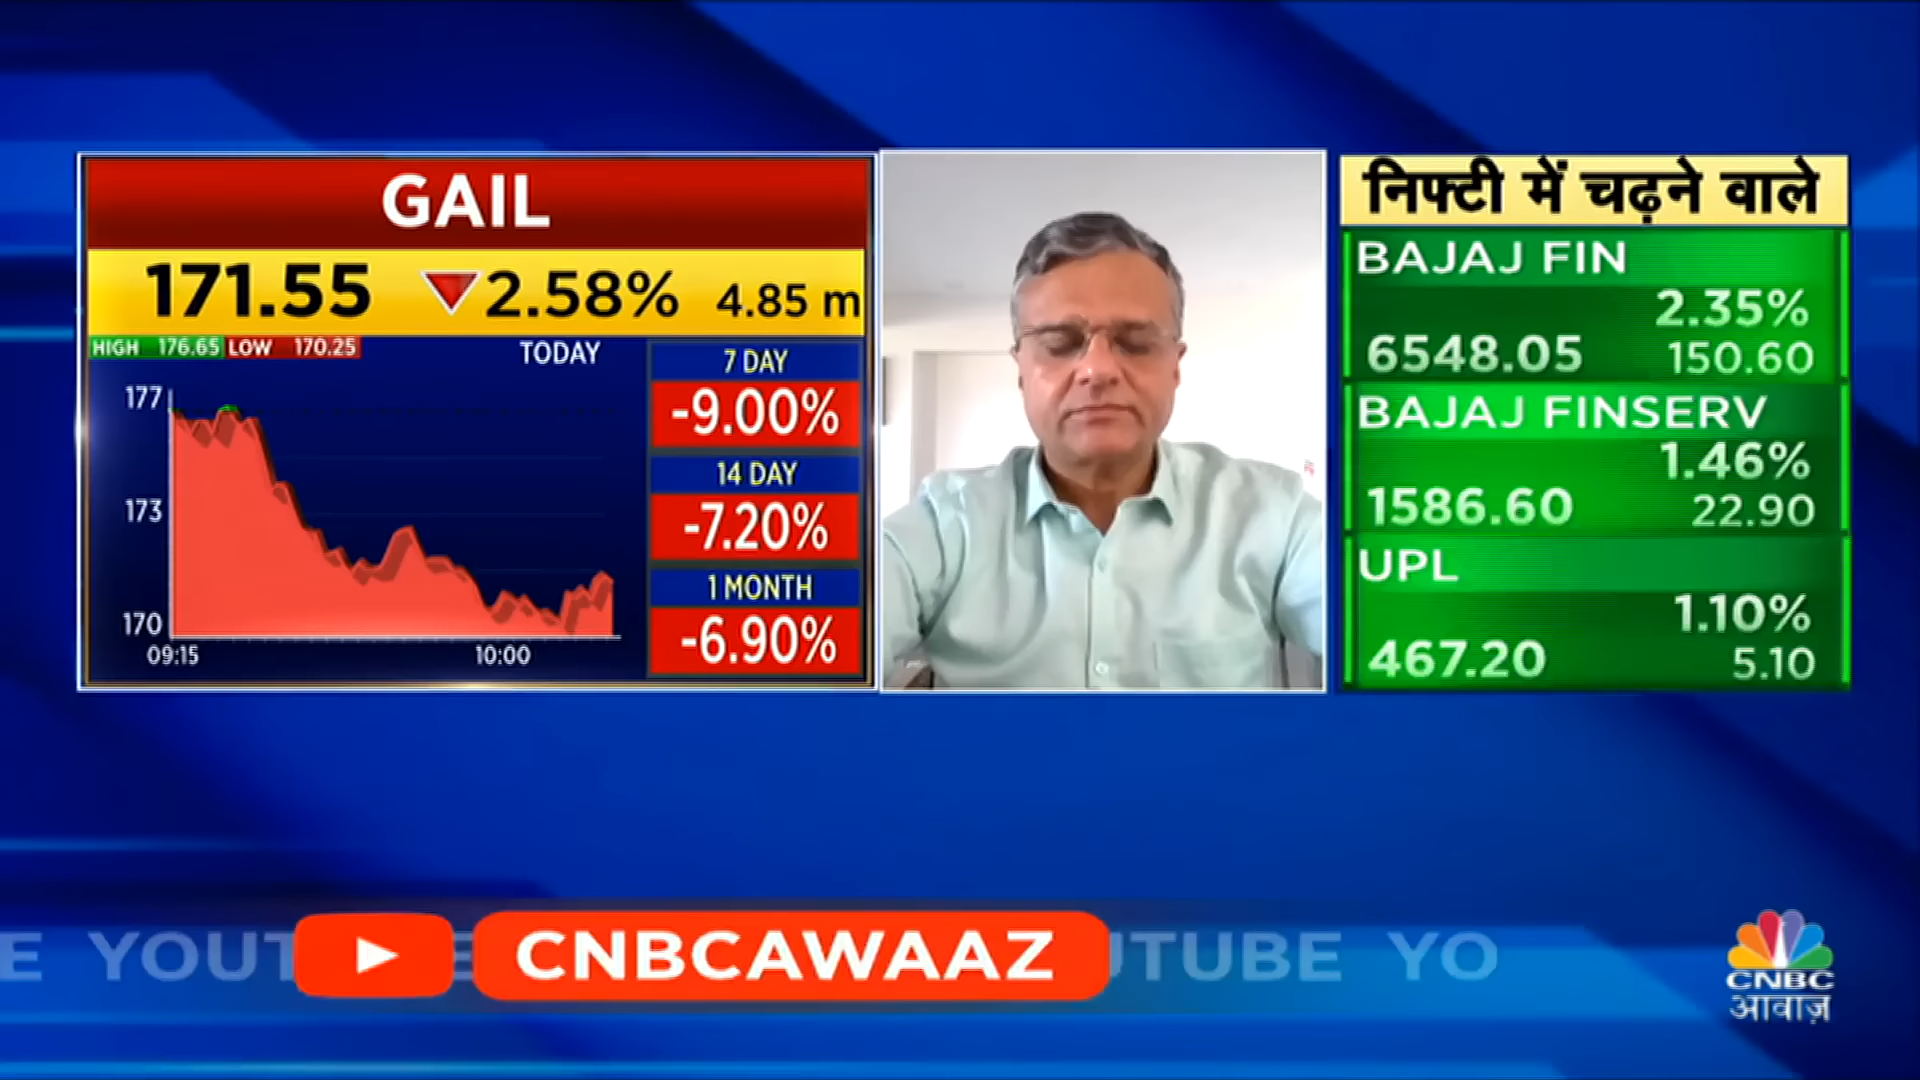 GAIL
171.55 2.58% 4.85 m
HIGH 176.65 LOW 170.25
TODAY
177
173
170
09:15 10:00
7 DAY
-9.00%
14 DAY
-7.20%
1 MONTH
-6.90%
निफ्टी में चढ़ने वाले
BAJAJ FIN
2.35%
6548.05 150.60
BAJAJ FINSERV
1.46%
1586.60 22.90
UPL
1.10%
467.20 5.10
E YOUT E CNBCAWAAZ UTUBE YO
CNBC
आवाज़